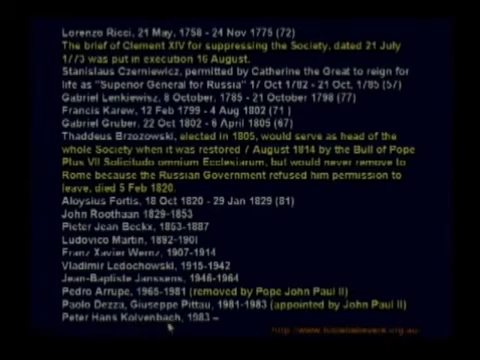 Lorenzo Ricci, 21 May, 1758 - 24 Nov 1775 (72)
The brief of Clement XIV for suppressing the Society, dated 21 July
1773 was put in execution 16 August.
Stanislaus Czerniewicz, permitted by Catherine the Great to reign for
life as "Superior General for Russia" 17 Oct 1782 - 21 Oct, 1785 (57)
Gabriel Lenkiewisz, 8 October, 1785 - 21 October 1798 (77)
Francis Karew, 12 Feb 1799 - 4 Aug 1802 (71 )
Gabriel Gruber, 22 Oct 1802 - 6 April 1805 (67)
Thaddeus Brzozowski, elected in 1805, would serve as head of the
whole Society when it was restored 7 August 1814 by the Bull of Pope
Pius VII Solicitudo omnium Ecclesiarum, but would never remove to
Rome because the Russian Government refused him permission to
leave, died 5 Feb 1820.
Aloysius Fortis, 18 Oct 1820 - 29 Jan 1829 (81)
John Roothaan 1829-1853
Pieter Jean Beckx, 1853-1887
Ludovico Martin, 1892-1906
Franz Xavier Wernz, 1907-1914
Vladimir Ledochowski, 1915-1942
Jean-Baptiste Janssens, 1946-1964
Pedro Arrupe, 1965-1981 (removed by Pope John Paul II)
Paolo Dezza, Giuseppe Pittau, 1981-1983 (appointed by John Paul II)
Peter Hans Kolvenbach, 1983 –